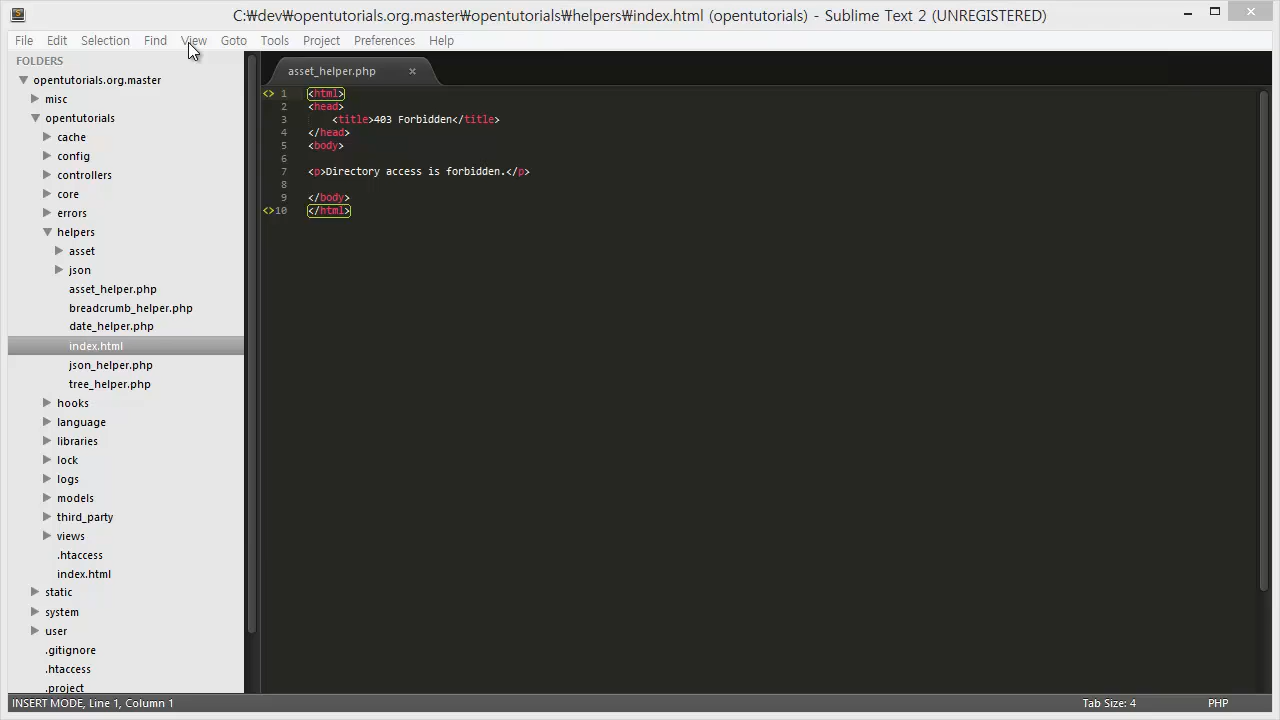 C:₩dev₩opentutorials.org.master₩opentutorials₩helpers₩index.html (opentutorials) - Sublime Text 2 (UNREGISTERED)
File Edit Selection Find View Goto Tools Project Preferences Help
FOLDERS
opentutorials.org.master
misc
opentutorials
cache
config
controllers
core
errors
helpers
asset
json
asset_helper.php
breadcrumb_helper.php
date_helper.php
index.html
json_helper.php
tree_helper.php
hooks
language
libraries
lock
logs
models
third_party
views
.htaccess
index.html
static
system
user
.gitignore
.htaccess
.project
asset_helper.php ×
<> 1 <html>
2 <head>
3 <title>403 Forbidden</title>
4 </head>
5 <body>
6
7 <p>Directory access is forbidden.</p>
8
9 </body>
<>10 </html>
INSERT MODE, Line 1, Column 1 Tab Size: 4 PHP